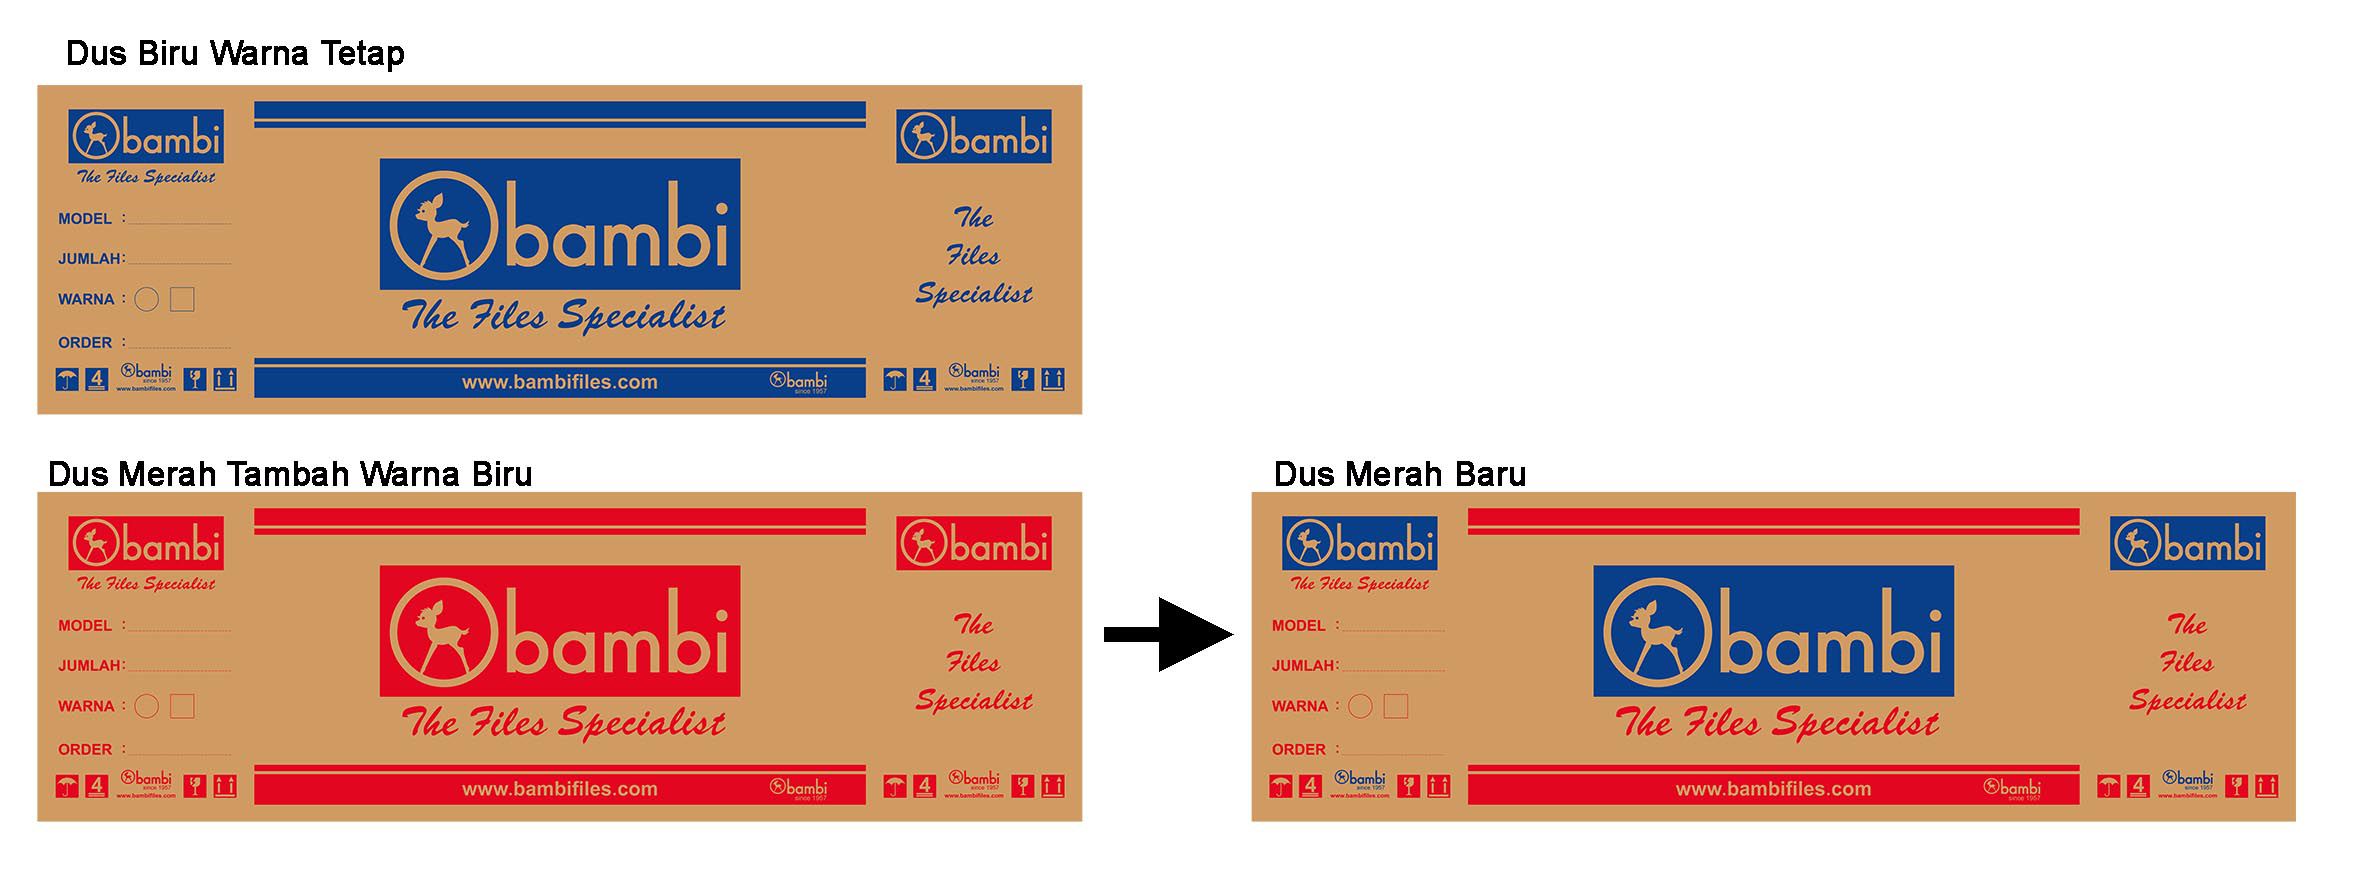 Dus Biru Warna Tetap
bambi
The Files Specialist
MODEL :
JUMLAH:
WARNA :
ORDER :
4
bambi
since 1957
www.bambifiles.com
bambi
The Files Specialist
www.bambifiles.com
bambi
since 1957
bambi
The
Files
Specialist
4
bambi
since 1957
www.bambifiles.com
Dus Merah Tambah Warna Biru
bambi
The Files Specialist
MODEL :
JUMLAH:
WARNA :
ORDER :
4
bambi
since 1957
www.bambifiles.com
bambi
The Files Specialist
www.bambifiles.com
bambi
since 1957
bambi
The
Files
Specialist
4
bambi
since 1957
www.bambifiles.com
Dus Merah Baru
bambi
The Files Specialist
MODEL :
JUMLAH:
WARNA :
ORDER :
4
bambi
since 1957
www.bambifiles.com
bambi
The Files Specialist
www.bambifiles.com
bambi
since 1957
bambi
The
Files
Specialist
4
bambi
since 1957
www.bambifiles.com